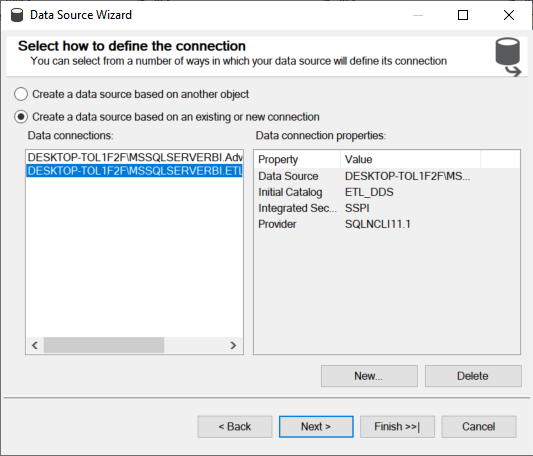 Data Source Wizard
Select how to define the connection
You can select from a number of ways in which your data source will define its connection
Create a data source based on another object
Create a data source based on an existing or new connection
Data connections:
Data connection properties:
DESKTOP-TOL1F2F\MSSQLSERVERBI.Adv
DESKTOP-TOL1F2F\MSSQLSERVERBI.ETL
Property Value
Data Source DESKTOP-TOL1F2F\MS...
Initial Catalog ETL_DDS
Integrated Sec... SSPI
Provider SQLNCLI11.1
New... Delete
< Back Next > Finish >>| Cancel